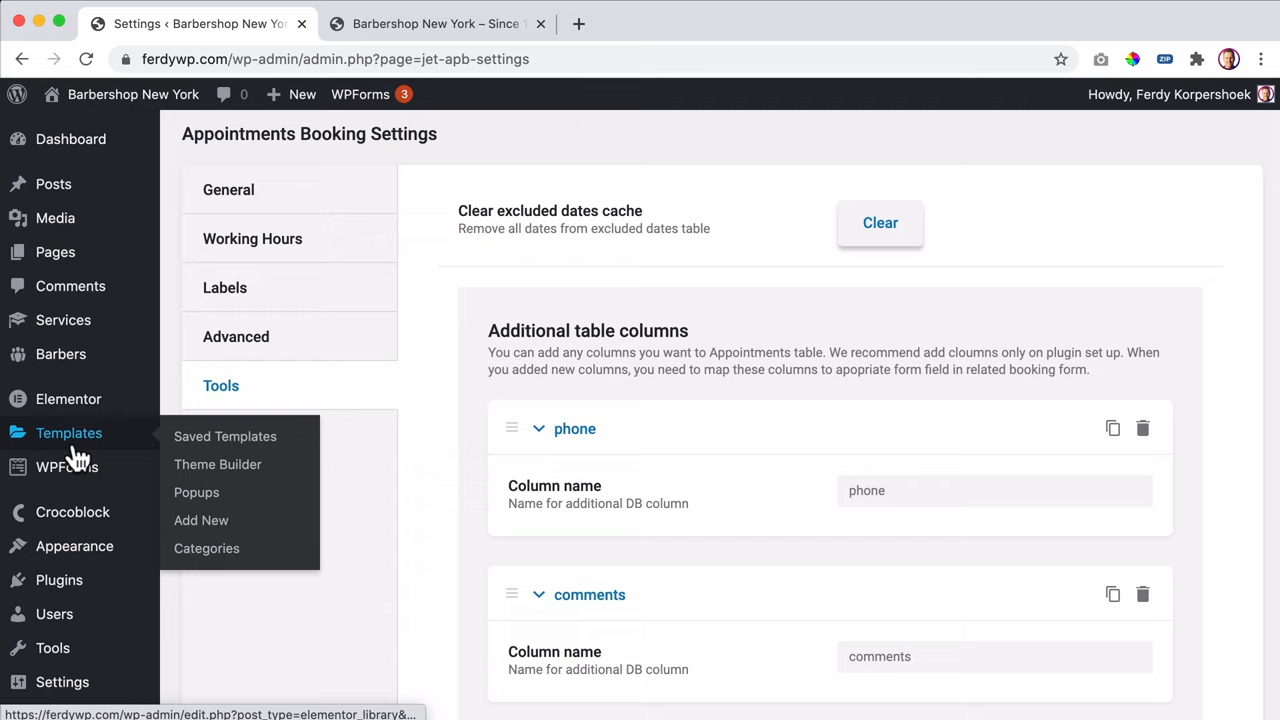 Settings ‹ Barbershop New Yo
Barbershop New York – Since 1
ferdywp.com/wp-admin/admin.php?page=jet-apb-settings
ZIP
Barbershop New York
0
New
WPForms
3
Howdy, Ferdy Korpershoek
Dashboard
Posts
Media
Pages
Comments
Services
Barbers
Elementor
Templates
WPForms
Crocoblock
Appearance
Plugins
Users
Tools
Settings
Saved Templates
Theme Builder
Popups
Add New
Categories
Appointments Booking Settings
General
Working Hours
Labels
Advanced
Tools
Clear excluded dates cache
Remove all dates from excluded dates table
Clear
Additional table columns
You can add any columns you want to Appointments table. We recommend add cloumns only on plugin set up. When
you added new columns, you need to map these columns to apopriate form field in related booking form.
phone
Column name
Name for additional DB column
phone
comments
Column name
Name for additional DB column
comments
https://ferdywp.com/wp-admin/edit.php?post_type=elementor_library&...